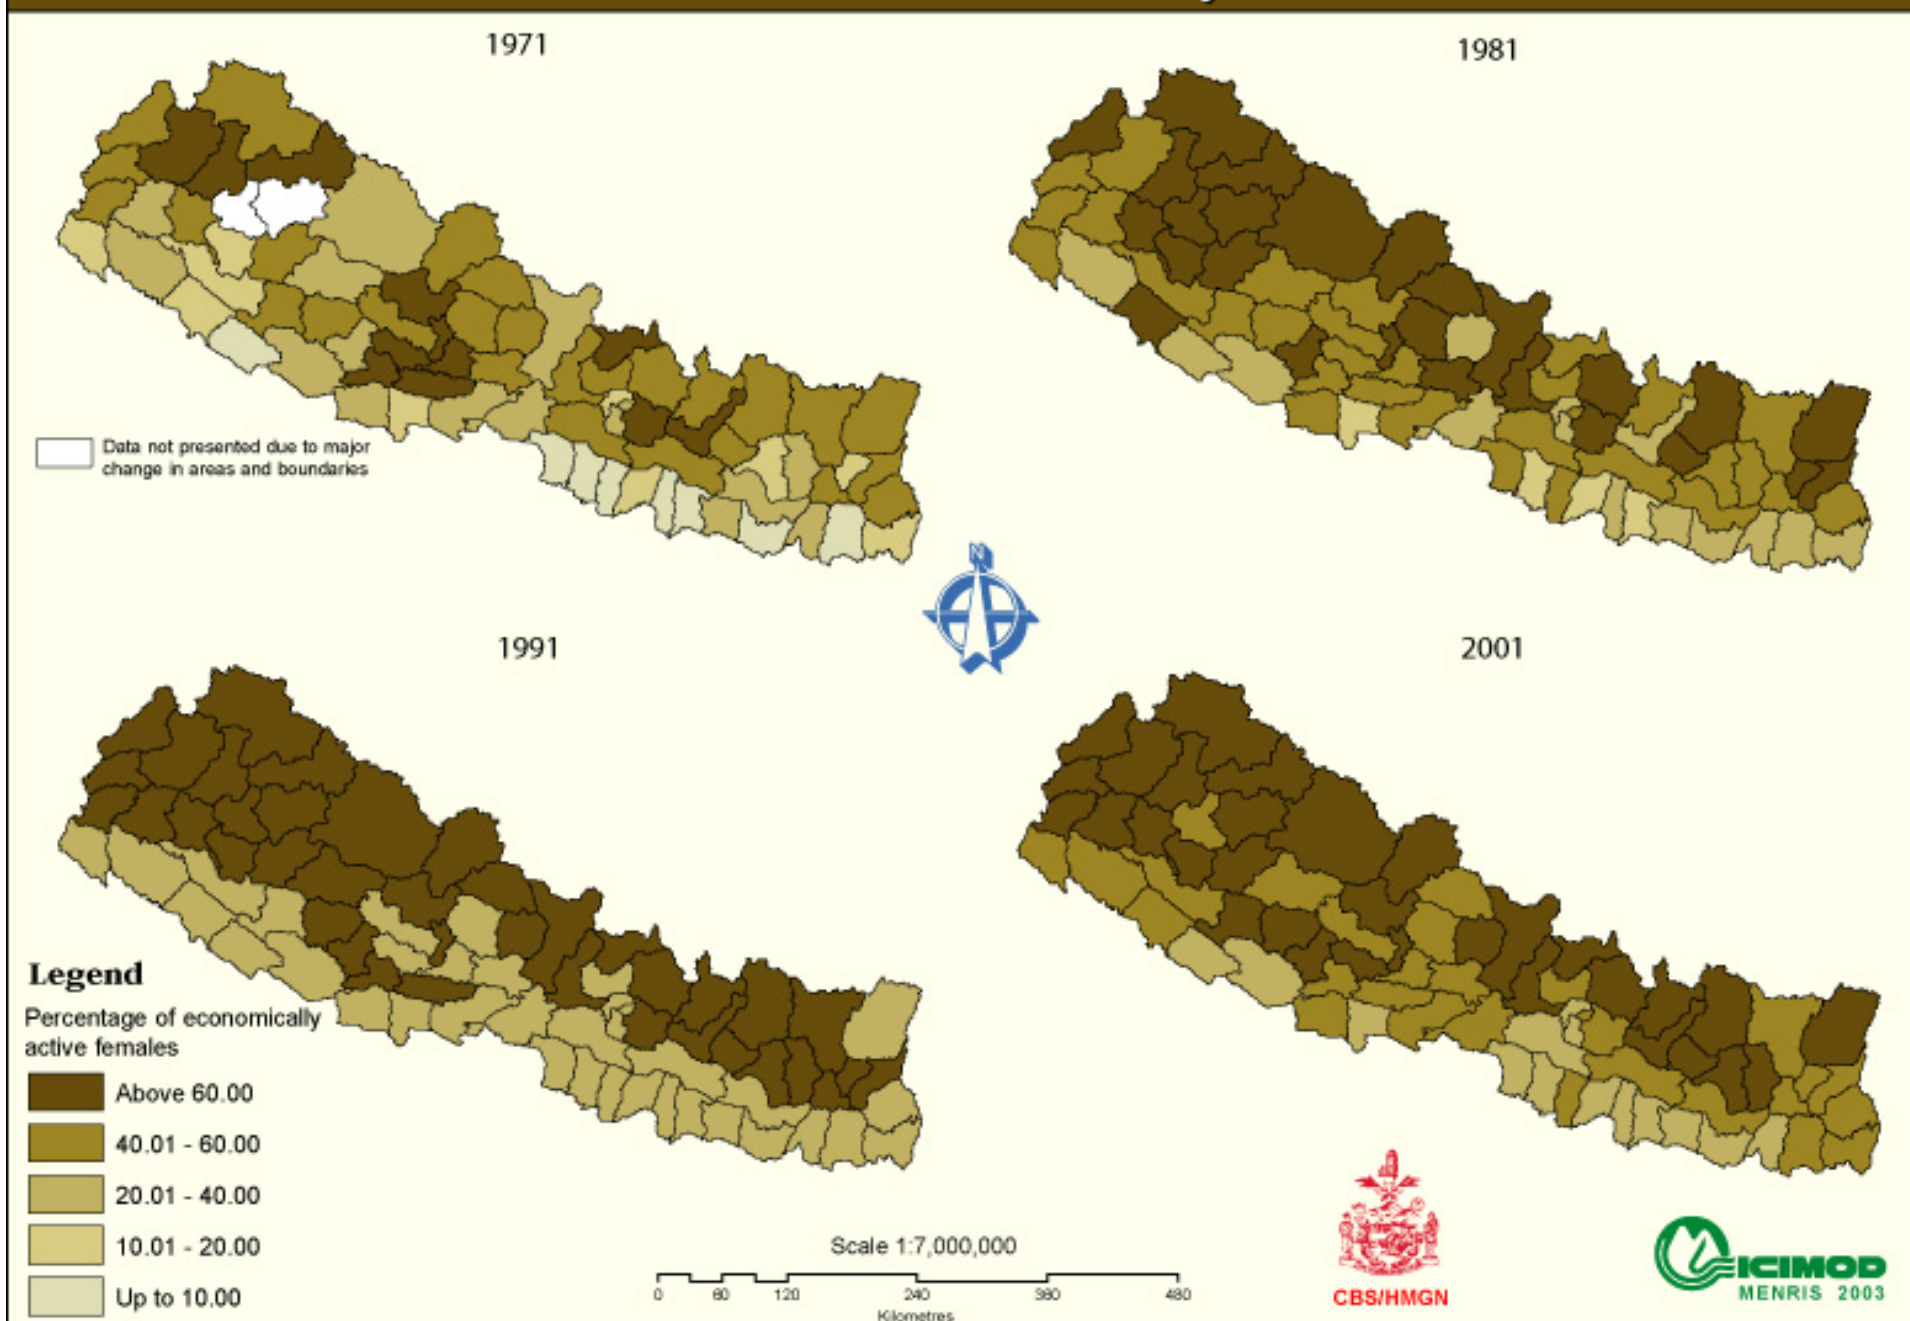 1971
1981
Data not presented due to major
change in areas and boundaries
N
1991
2001
Legend
Percentage of economically
active females
Above 60.00
40.01 - 60.00
20.01 - 40.00
10.01 - 20.00
Up to 10.00
Scale 1:7,000,000
0 60 120 240 360 480
Kilometres
CBS/HMGN
ICIMOD
MENRIS 2003